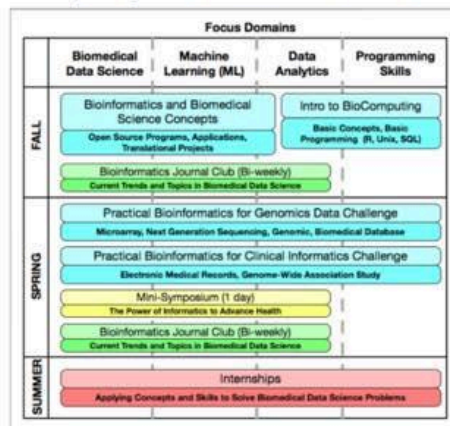 Focus Domains
Biomedical
Data Science
Machine
Learning (ML)
Data
Analytics
Programming
Skills
FALL
Bioinformatics and Biomedical
Science Concepts
Open Source Programs, Applications,
Translational Projects
Intro to BioComputing
Basic Concepts, Basic
Programming (R, Unix, SQL)
Bioinformatics Journal Club (Bi-weekly)
Current Trends and Topics in Biomedical Data Science
SPRING
Practical Bioinformatics for Genomics Data Challenge
Microarray, Next Generation Sequencing, Genomic, Biomedical Database
Practical Bioinformatics for Clinical Informatics Challenge
Electronic Medical Records, Genome-Wide Association Study
Mini-Symposium (1 day)
The Power of Informatics to Advance Health
Bioinformatics Journal Club (Bi-weekly)
Current Trends and Topics in Biomedical Data Science
SUMMER
Internships
Applying Concepts and Skills to Solve Biomedical Data Science Problems